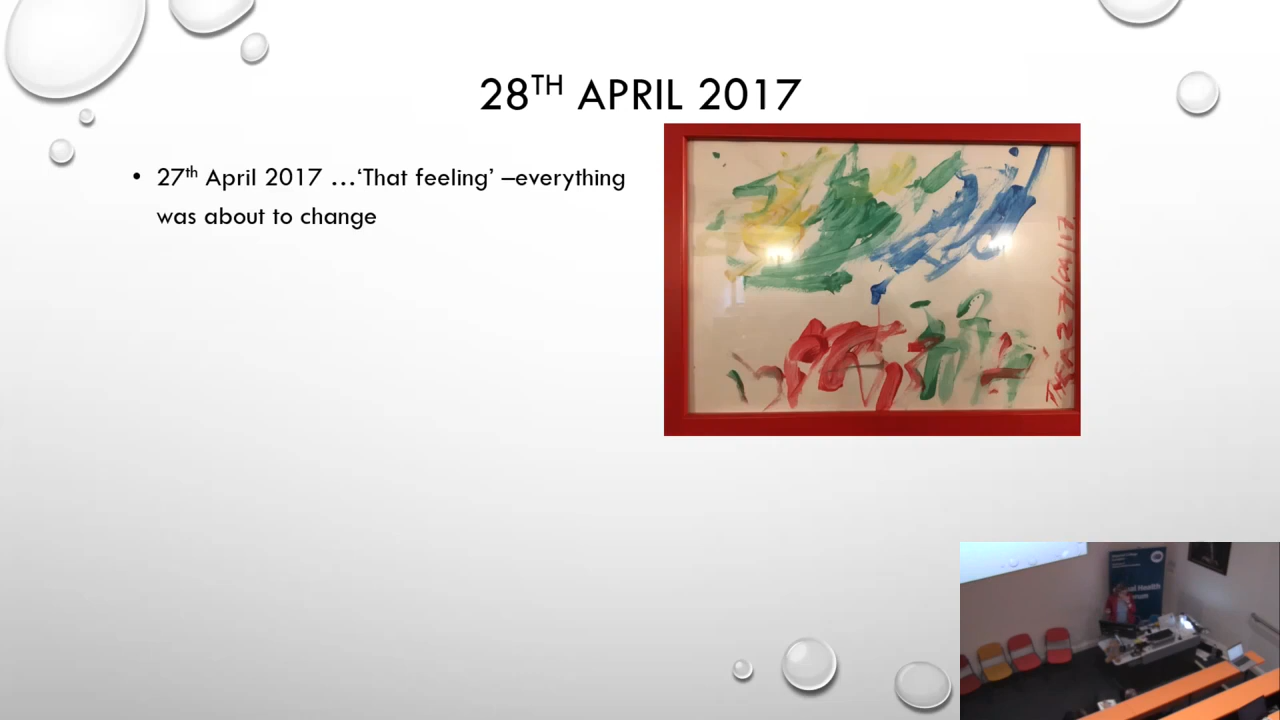 28TH APRIL 2017
• 27th April 2017 …‘That feeling’ –everything
was about to change